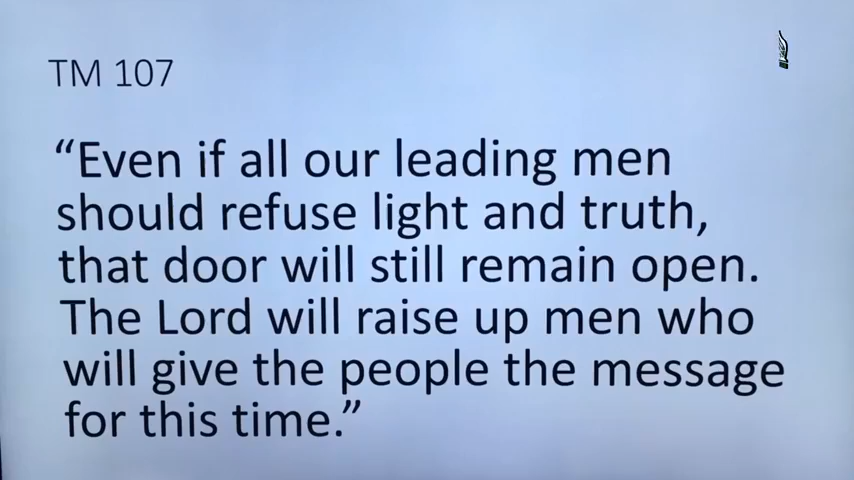 TM 107
“Even if all our leading men
should refuse light and truth,
that door will still remain open.
The Lord will raise up men who
will give the people the message
for this time.”